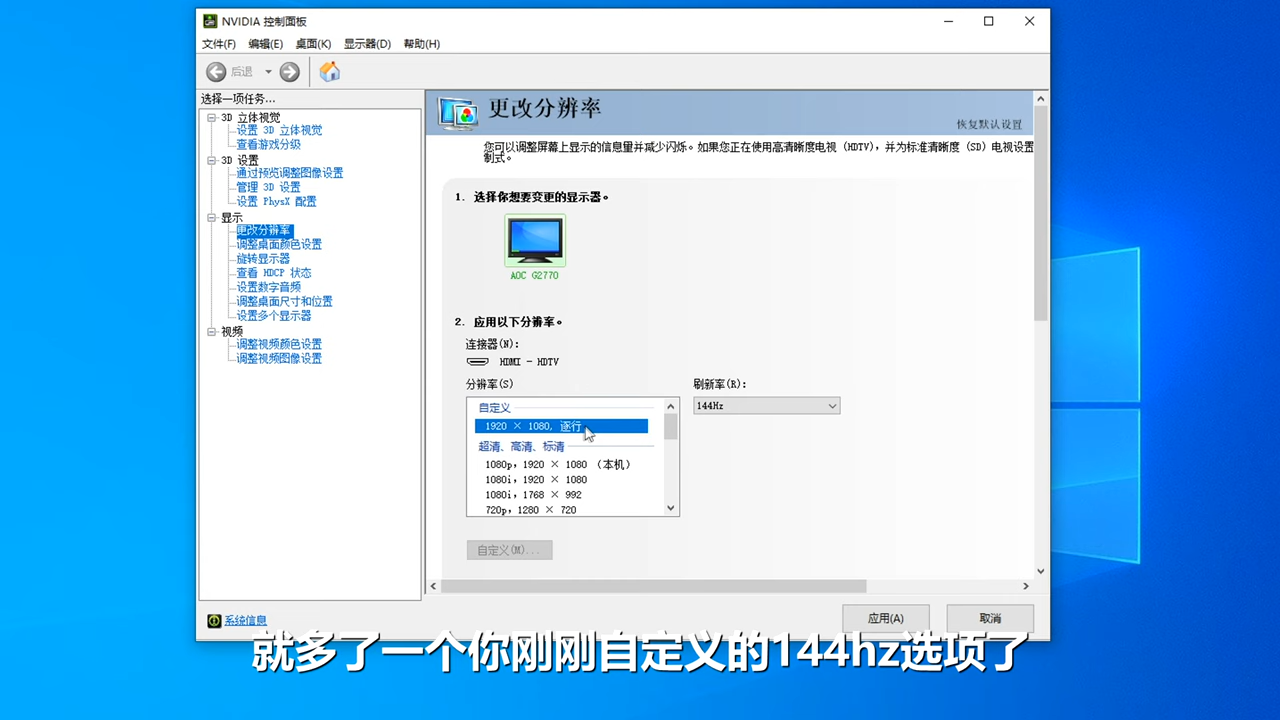 NVIDIA 控制面板
文件(F) 编辑(E) 桌面(K) 显示器(D) 帮助(H)
后退
选择一项任务...
3D 立体视觉
设置 3D 立体视觉
查看游戏分级
3D 设置
通过预览调整图像设置
管理 3D 设置
设置 PhysX 配置
显示
更改分辨率
调整桌面颜色设置
旋转显示器
查看 HDCP 状态
设置数字音频
调整桌面尺寸和位置
设置多个显示器
视频
调整视频颜色设置
调整视频图像设置
系统信息
更改分辨率
恢复默认设置
您可以调整屏幕上显示的信息量并减少闪烁。如果您正在使用高清晰度电视 (HDTV)，并为标准清晰度 (SD) 电视设置
制式。
1. 选择你想要变更的显示器。
AOC G2770
2. 应用以下分辨率。
连接器(N):
HDMI - HDTV
分辨率(S)
刷新率(R):
自定义
144Hz
1920 × 1080, 逐行
超清、高清、标清
1080p, 1920 × 1080 (本机)
1080i, 1920 × 1080
1080i, 1768 × 992
720p, 1280 × 720
自定义(M)...
应用(A) 取消
就多了一个你刚刚自定义的144hz选项了